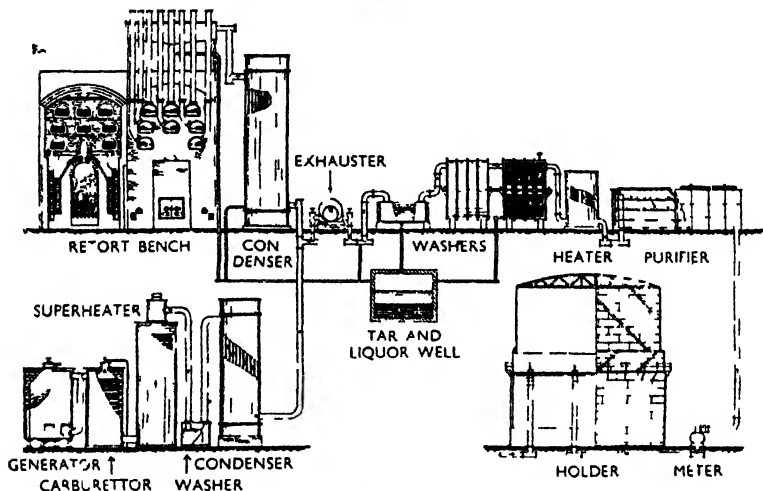 EXHAUSTER
RETORT BENCH
CON
DENSER
WASHERS
HEATER
PURIFIER
SUPERHEATER
TAR AND
LIQUOR WELL
GENERATOR
CARBURETTOR
WASHER
CONDENSER
HOLDER
METER